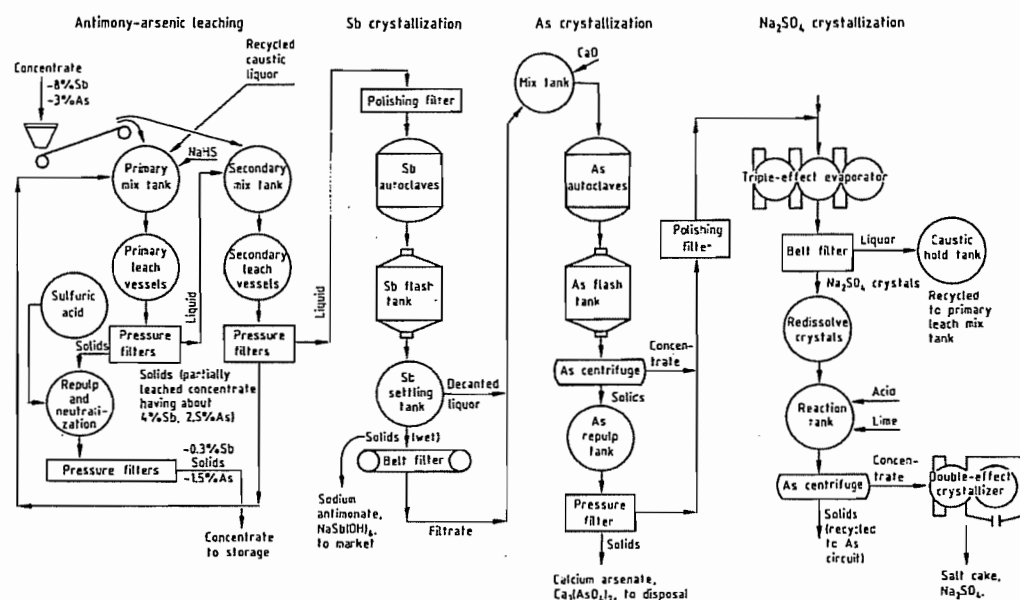 Antimony-arsenic leaching
Concentrate
~8%Sb
~3%As
Recycled
caustic
liquor
NaHS
Primary
mix tank
Secondary
mix tank
Primary
leach
vessels
Secondary
leach
vessels
Sulfuric
acid
Liquid
Liquid
Solids
Pressure filters
Pressure
filters
Repulp
and
neutrali-
zation
Solids (partially
leached concentrate
having about
4%Sb, 2.5%As)
Pressure filters
~0.3%Sb
Solids
~1.5%As
Concentrate
to storage
Sb crystallization
Polishing filter
Sb
autoclaves
Sb flash
tank
Sb
settling
tank
Decanted
liquor
Solids (wet)
Belt filter
Sodium
antimonate,
NaSb(OH)₆,
to market
Filtrate
As crystallization
CaO
Mix tank
As
autoclaves
As flash
tank
As centrifuge
Concen-
trate
Solids
As
repulp
tank
Pressure
filter
Solids
Calcium arsenate,
Ca₃(AsO₄)₂, to disposal
Polishing
filter
Na₂SO₄ crystallization
Triple-effect evaporator
Belt filter
Liquor
Caustic
hold tank
Recycled
to primary
leach mix
tank
Na₂SO₄ crystals
Redissolve
crystals
Reaction
tank
Acid
Lime
As centrifuge
Concen-
trate
Double-effect
crystallizer
Solids
(recycled
to As
circuit)
Salt cake,
Na₂SO₄.